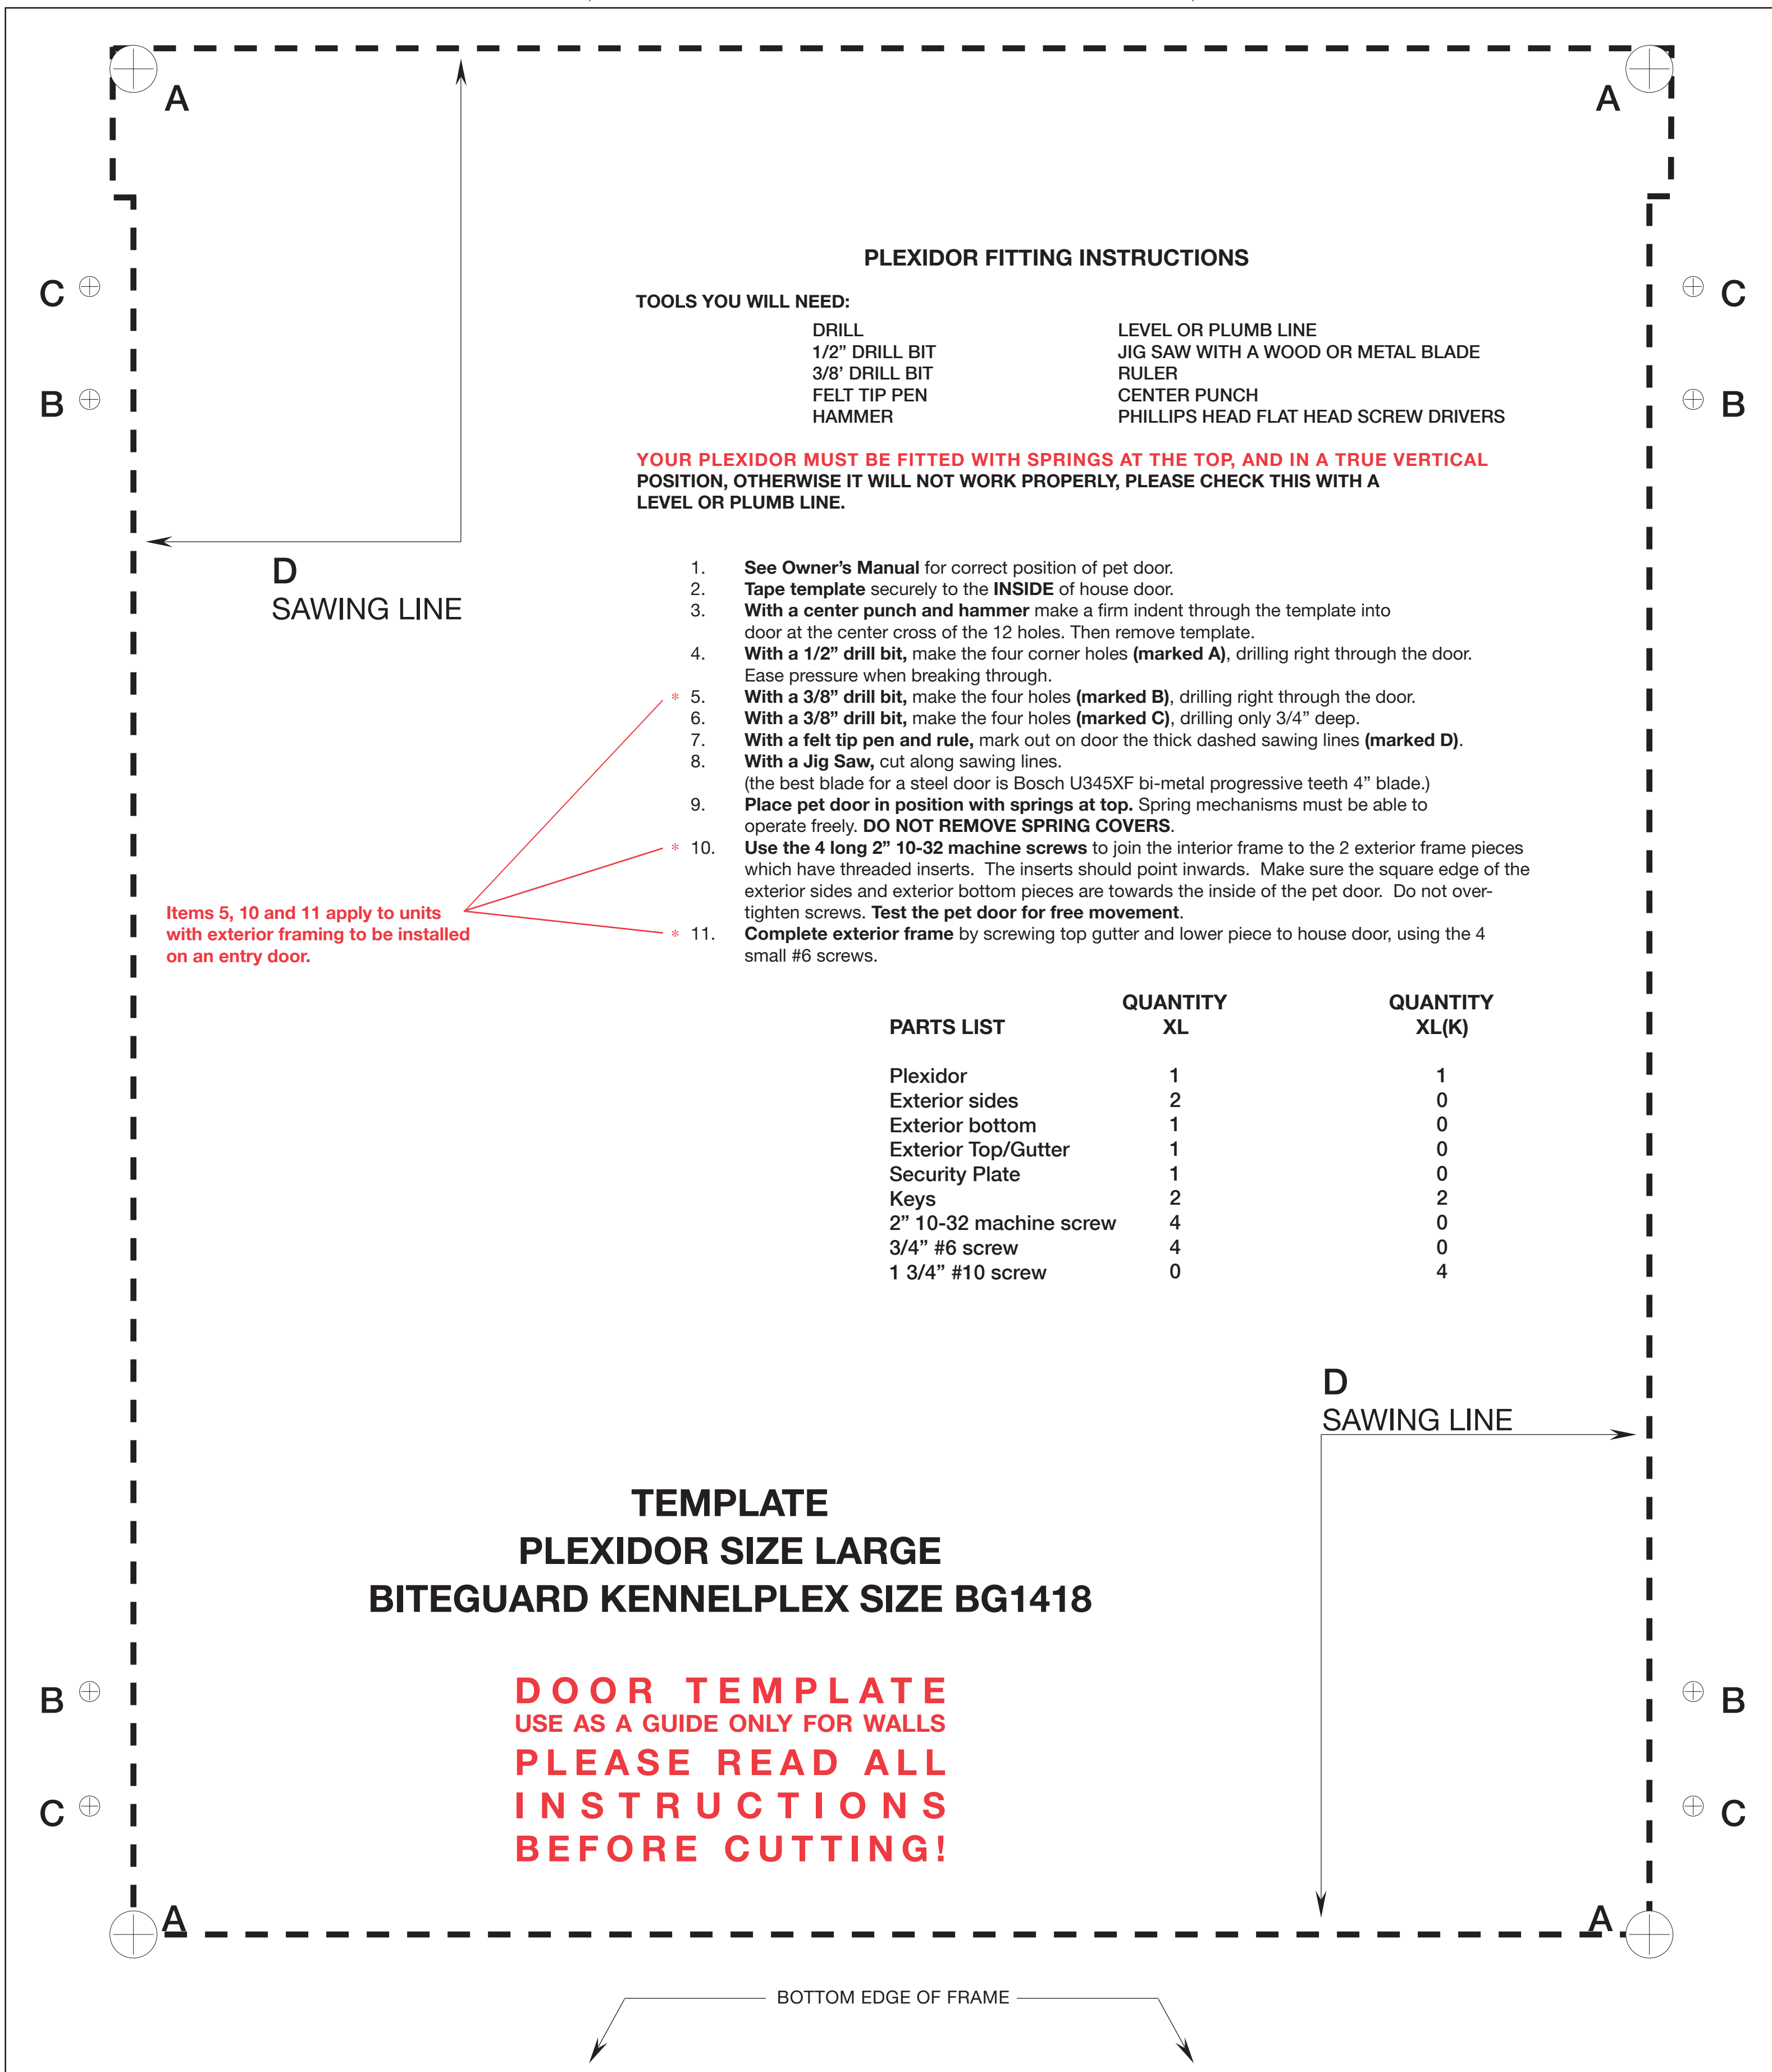 A
A
PLEXIDOR FITTING INSTRUCTIONS
C
C
TOOLS YOU WILL NEED:
DRILL LEVEL OR PLUMB LINE
1/2” DRILL BIT JIG SAW WITH A WOOD OR METAL BLADE
3/8’ DRILL BIT RULER
FELT TIP PEN CENTER PUNCH
HAMMER PHILLIPS HEAD FLAT HEAD SCREW DRIVERS
B
B
YOUR PLEXIDOR MUST BE FITTED WITH SPRINGS AT THE TOP, AND IN A TRUE VERTICAL
POSITION, OTHERWISE IT WILL NOT WORK PROPERLY, PLEASE CHECK THIS WITH A
LEVEL OR PLUMB LINE.
D
SAWING LINE
1. See Owner’s Manual for correct position of pet door.
2. Tape template securely to the INSIDE of house door.
3. With a center punch and hammer make a firm indent through the template into
door at the center cross of the 12 holes. Then remove template.
4. With a 1/2” drill bit, make the four corner holes (marked A), drilling right through the door.
Ease pressure when breaking through.
* 5. With a 3/8” drill bit, make the four holes (marked B), drilling right through the door.
6. With a 3/8” drill bit, make the four holes (marked C), drilling only 3/4” deep.
7. With a felt tip pen and rule, mark out on door the thick dashed sawing lines (marked D).
8. With a Jig Saw, cut along sawing lines.
(the best blade for a steel door is Bosch U345XF bi-metal progressive teeth 4” blade.)
9. Place pet door in position with springs at top. Spring mechanisms must be able to
operate freely. DO NOT REMOVE SPRING COVERS.
* 10. Use the 4 long 2” 10-32 machine screws to join the interior frame to the 2 exterior frame pieces
which have threaded inserts. The inserts should point inwards. Make sure the square edge of the
exterior sides and exterior bottom pieces are towards the inside of the pet door. Do not over-
tighten screws. Test the pet door for free movement.
* 11. Complete exterior frame by screwing top gutter and lower piece to house door, using the 4
small #6 screws.
Items 5, 10 and 11 apply to units
with exterior framing to be installed
on an entry door.
QUANTITY QUANTITY
PARTS LIST XL XL(K)
Plexidor 1 1
Exterior sides 2 0
Exterior bottom 1 0
Exterior Top/Gutter 1 0
Security Plate 1 0
Keys 2 2
2” 10-32 machine screw 4 0
3/4” #6 screw 4 0
1 3/4” #10 screw 0 4
D
SAWING LINE
TEMPLATE
PLEXIDOR SIZE LARGE
BITEGUARD KENNELPLEX SIZE BG1418
DOOR TEMPLATE
USE AS A GUIDE ONLY FOR WALLS
PLEASE READ ALL
INSTRUCTIONS
BEFORE CUTTING!
B
B
C
C
A
A
BOTTOM EDGE OF FRAME